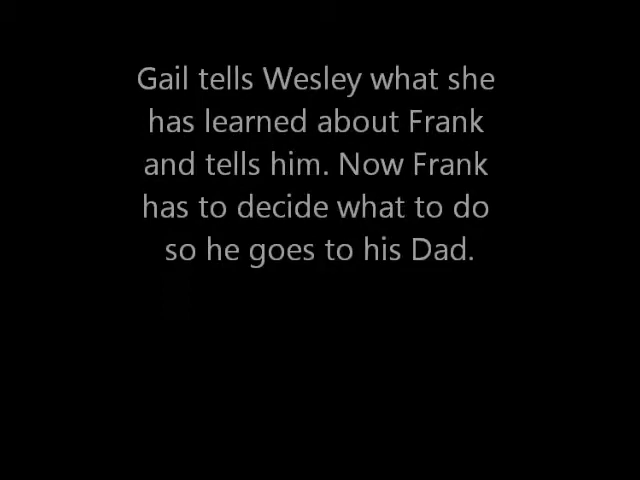 Gail tells Wesley what she
has learned about Frank
and tells him. Now Frank
has to decide what to do
so he goes to his Dad.